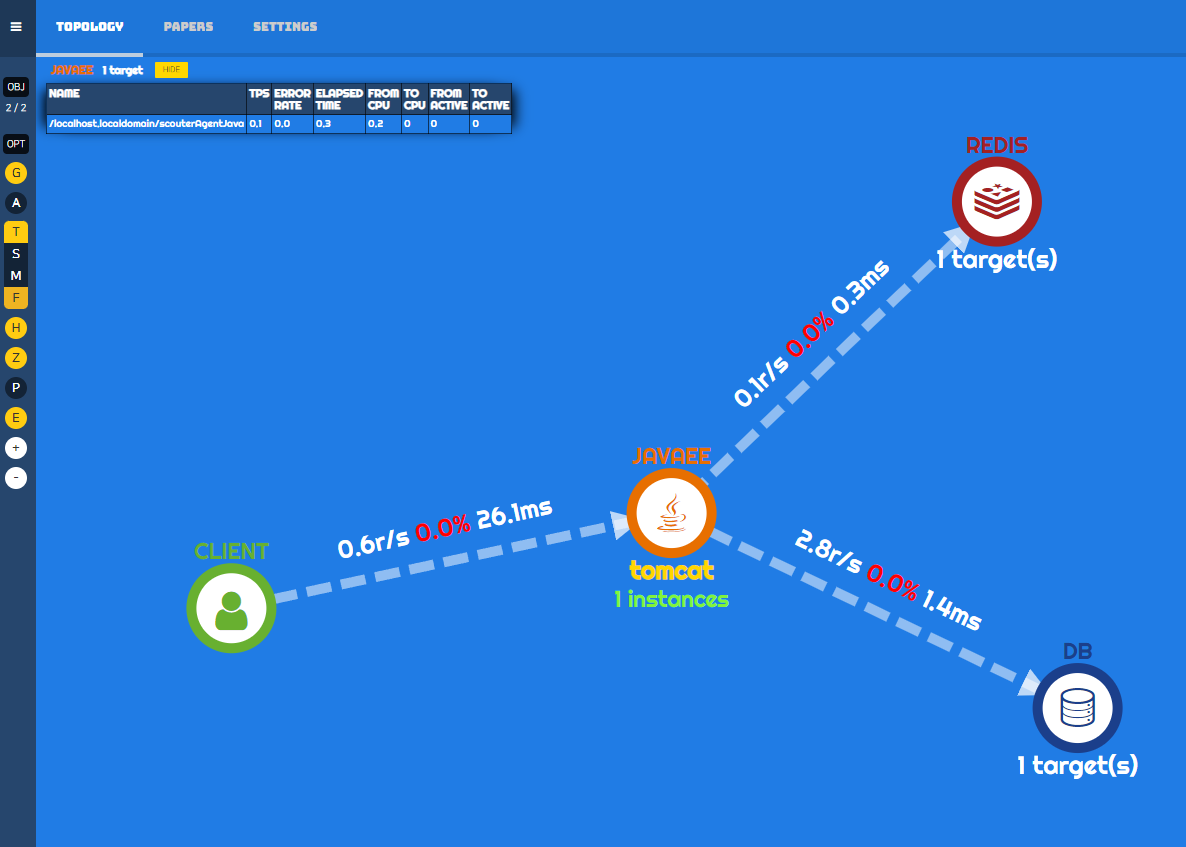 ☰ TOPOLOGY PAPERS SETTINGS
JAVAEE 1 target HIDE
NAME TPS ERROR RATE ELAPSED TIME FROM CPU TO CPU FROM ACTIVE TO ACTIVE
/localhost.localdomain/scouterAgentJava 0,1 0,0 0,3 0,2 0 0 0
OBJ
2 / 2
OPT
G
A
T
S
M
F
H
Z
P
E
+
-
REDIS
1 target(s)
0.1r/s 0.0% 0.3ms
JAVAEE
tomcat
1 instances
0.6r/s 0.0% 26.1ms
CLIENT
2.8r/s 0.0% 1.4ms
DB
1 target(s)